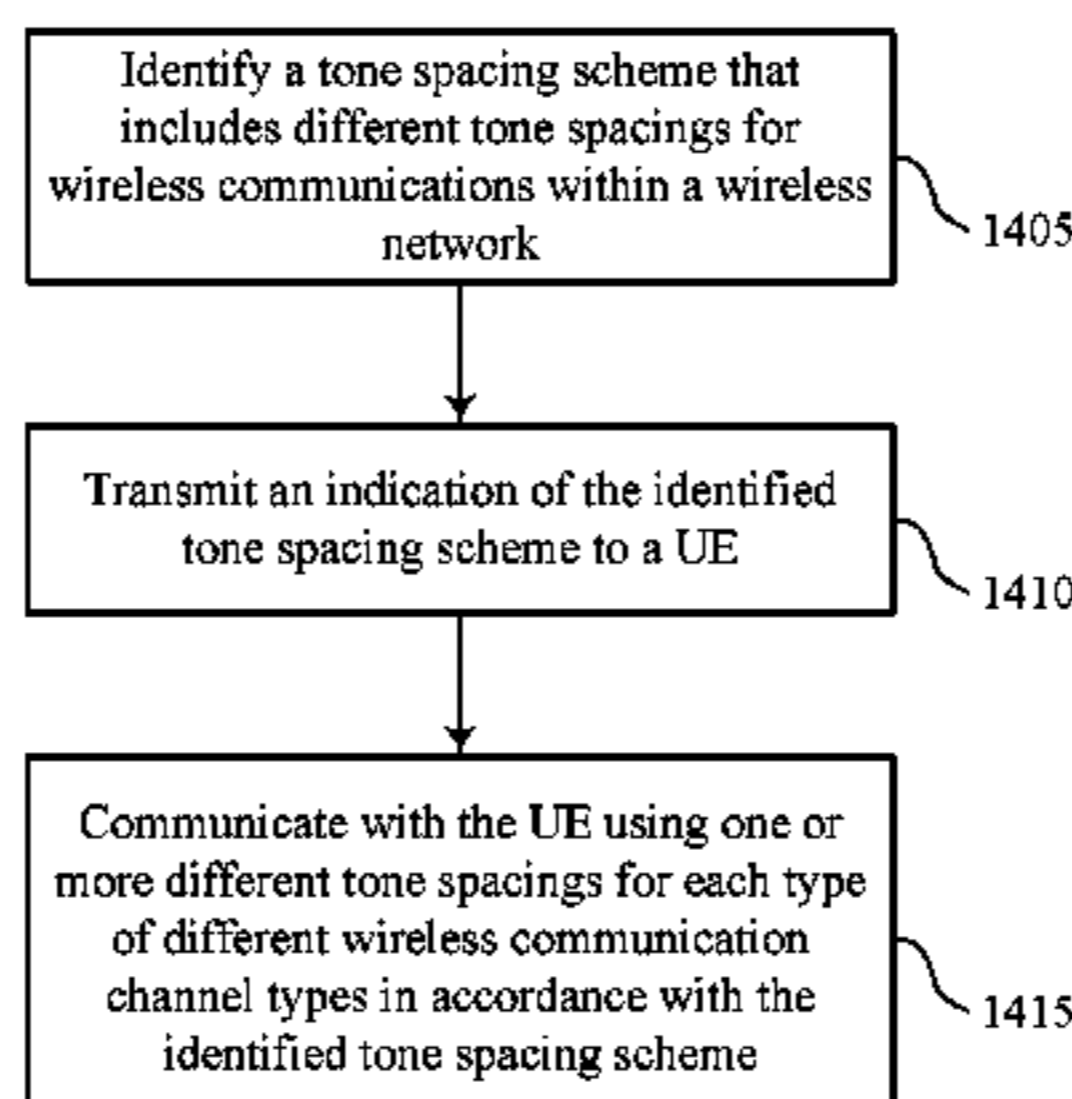 Identify a tone spacing scheme that
includes different tone spacings for
wireless communications within a wireless
network
1405
Transmit an indication of the identified
tone spacing scheme to a UE
1410
Communicate with the UE using one or
more different tone spacings for each type
of different wireless communication
channel types in accordance with the
identified tone spacing scheme
1415